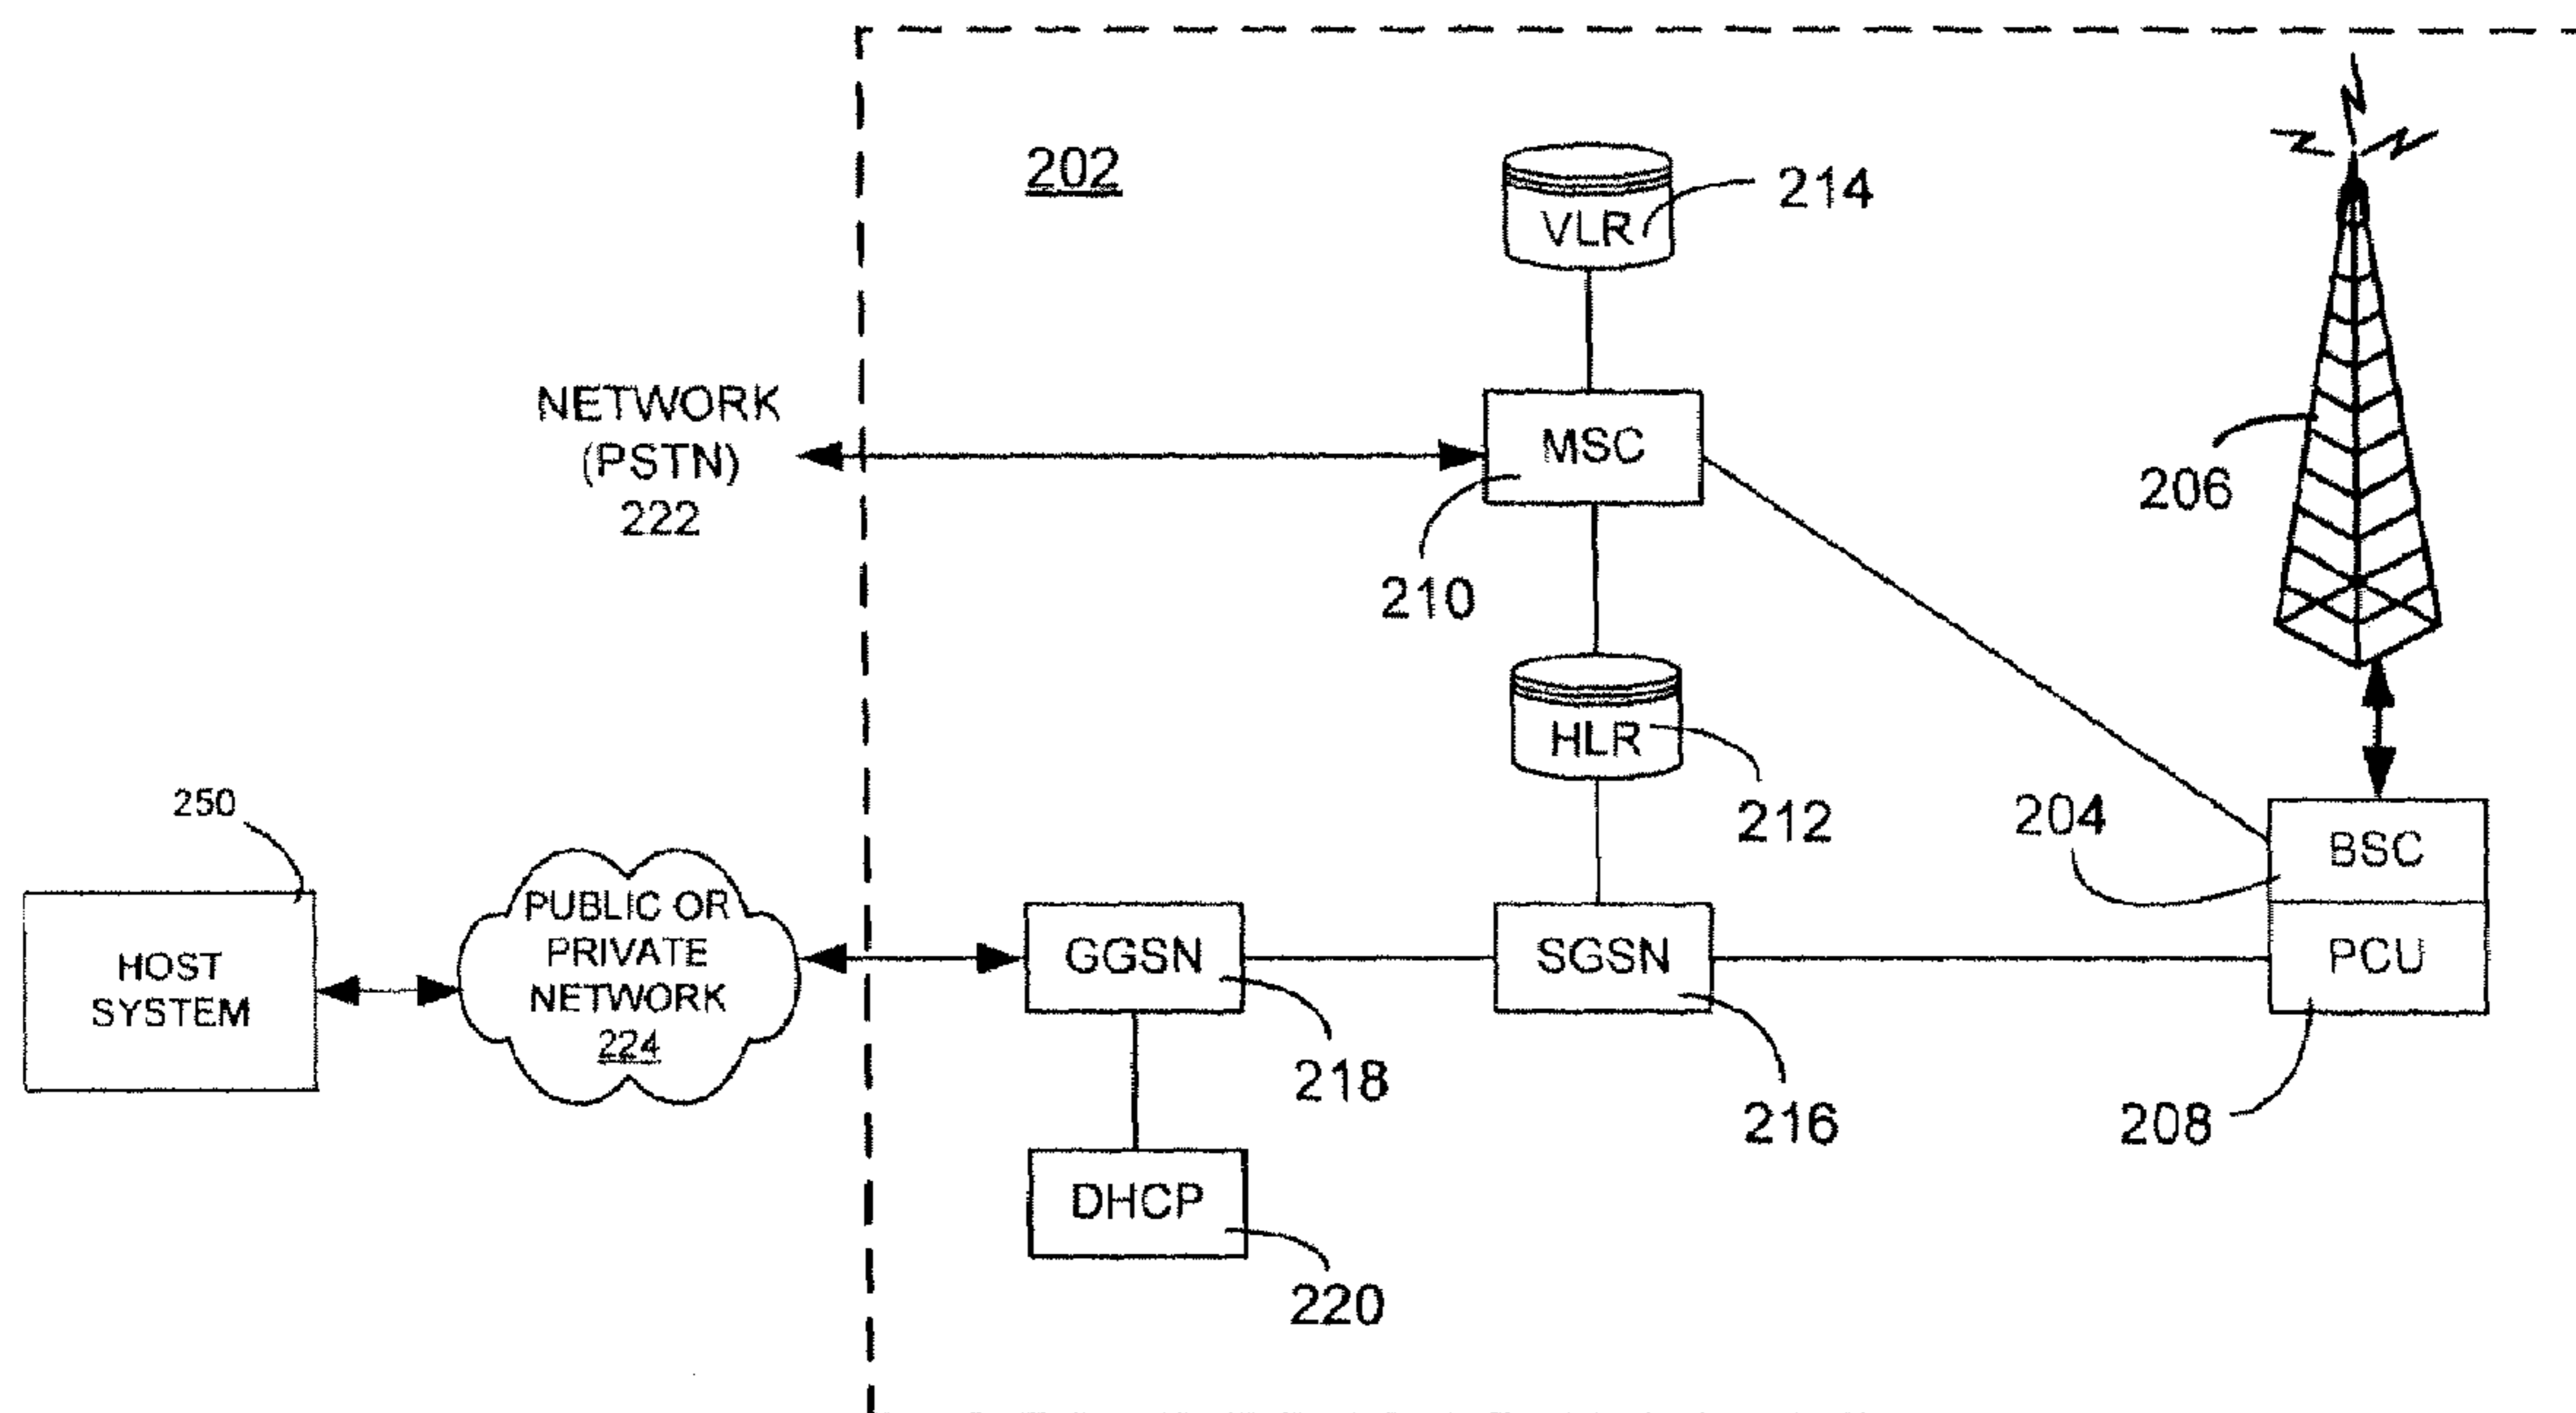 202
VLR
214
NETWORK
(PSTN)
222
MSC
210
206
HLR
212
204
BSC
PCU
208
250
HOST
SYSTEM
PUBLIC OR
PRIVATE
NETWORK
224
GGSN
218
SGSN
216
DHCP
220